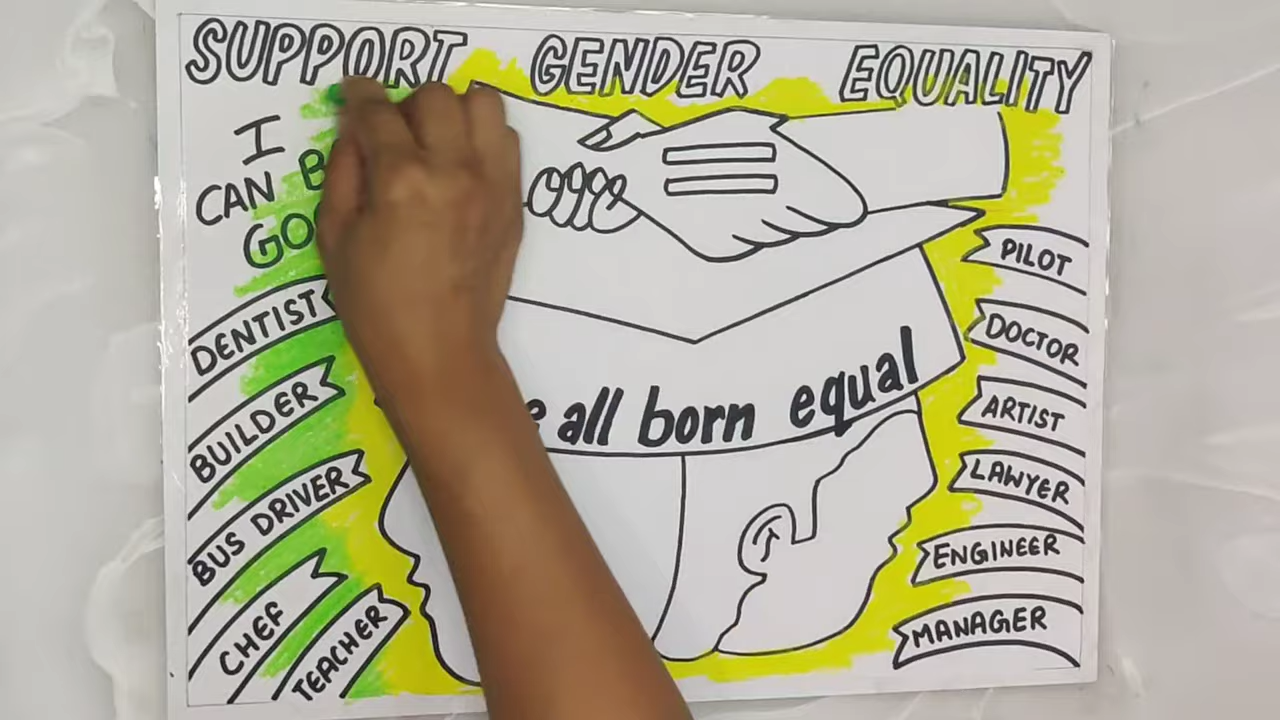 SUPPORT GENDER EQUALITY
I
CAN
DENTIST
BUILDER
BUS DRIVER
CHEF
TEACHER
all born equal
PILOT
DOCTOR
ARTIST
LAWYER
ENGINEER
MANAGER